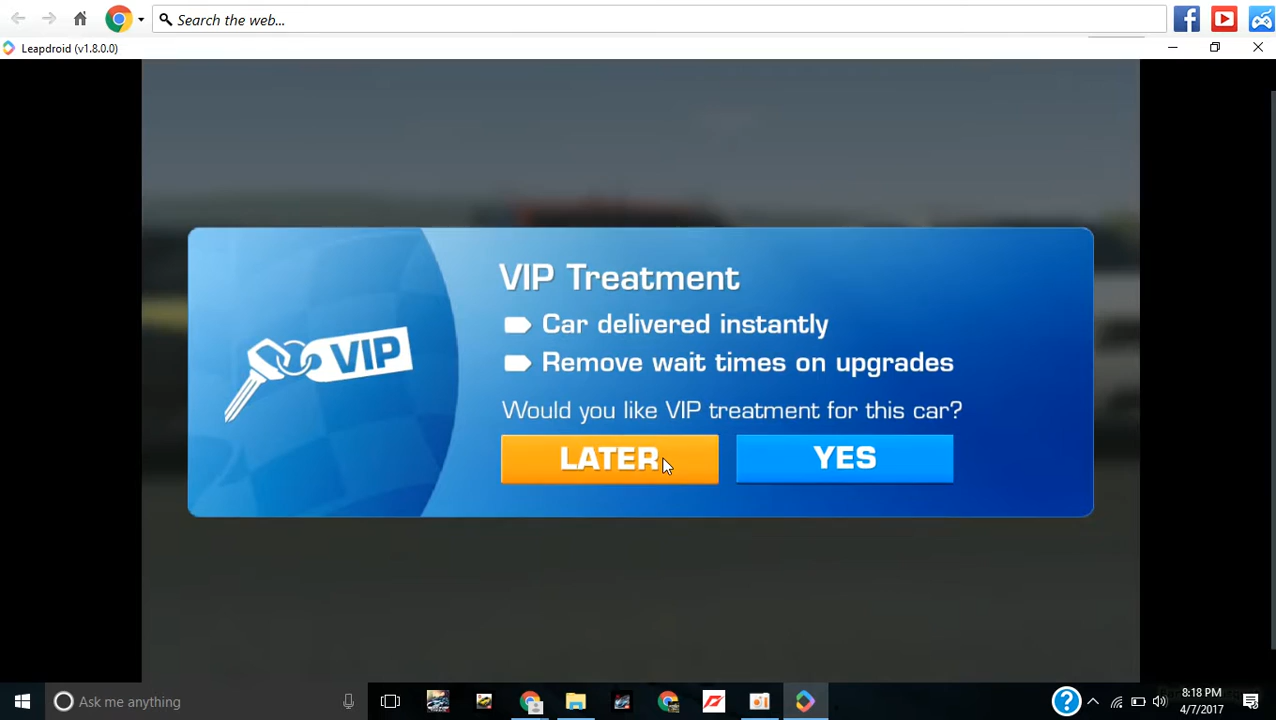 Search the web...
Leapdroid (v1.8.0.0)
VIP Treatment
Car delivered instantly
Remove wait times on upgrades
VIP
Would you like VIP treatment for this car?
LATER
YES
Ask me anything
8:18 PM
4/7/2017